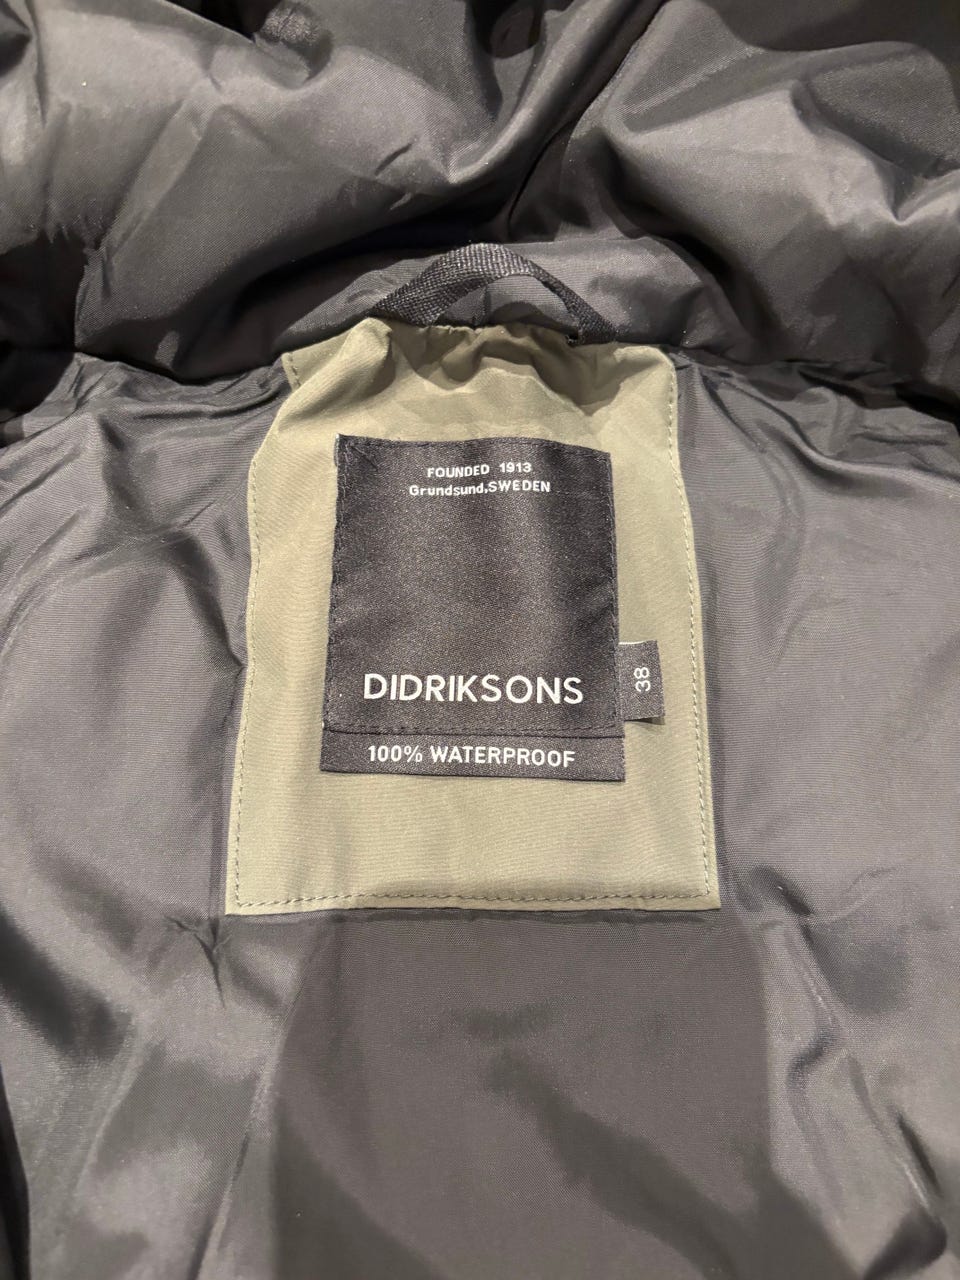 FOUNDED 1913
Grundsund,SWEDEN
DIDRIKSONS
38
100% WATERPROOF